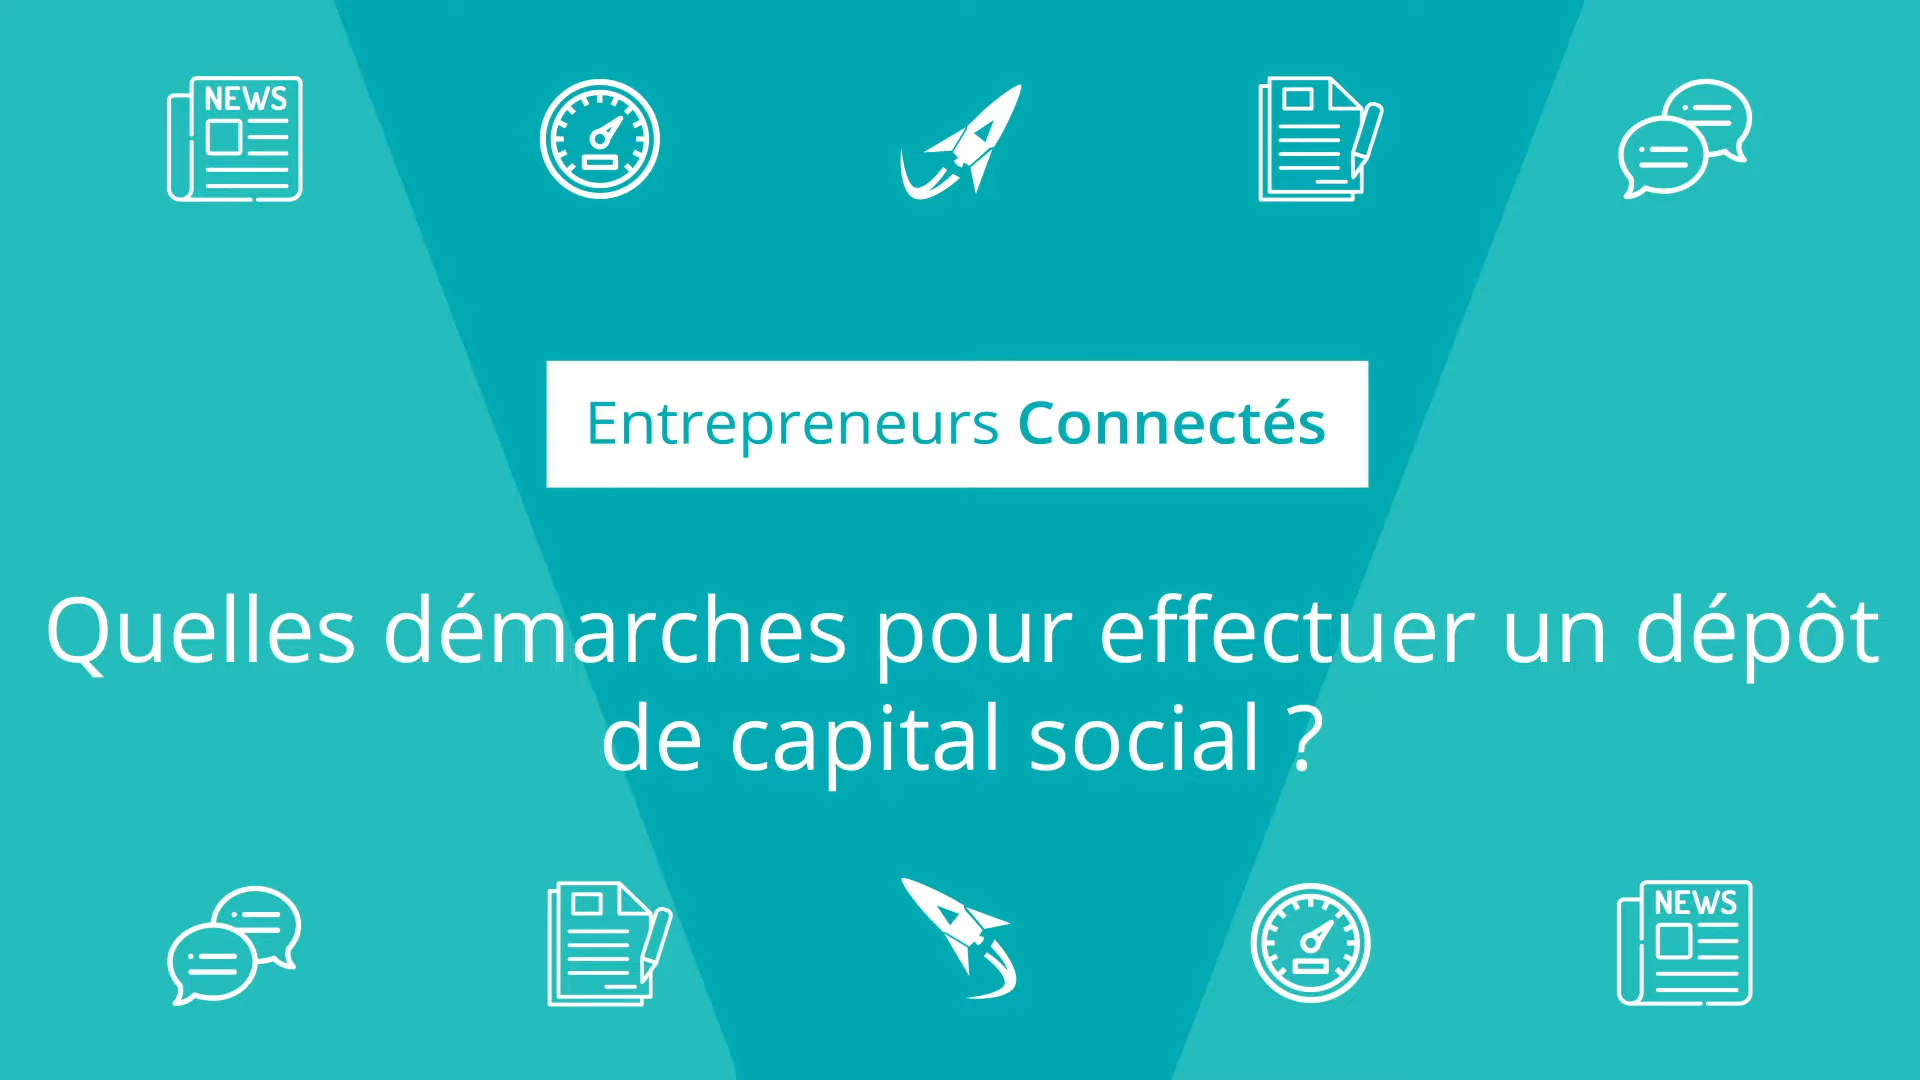 NEWS
Entrepreneurs Connectés
Quelles démarches pour effectuer un dépôt
de capital social ?
NEWS